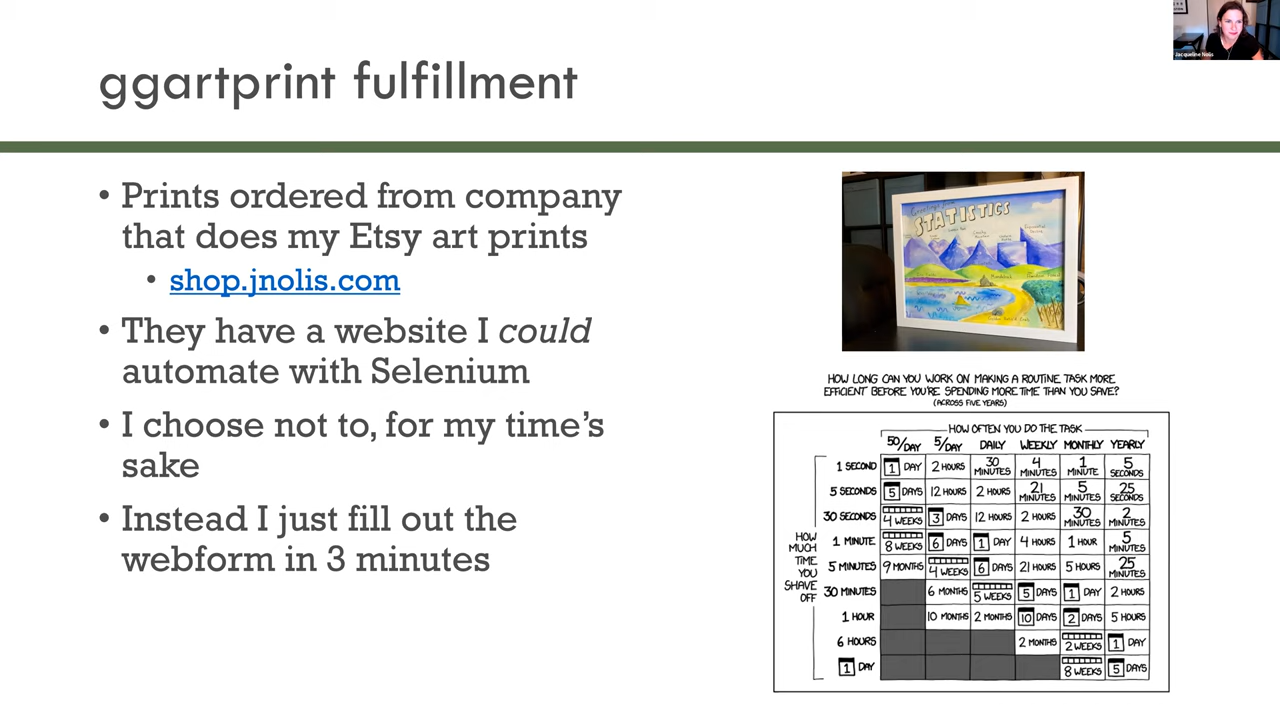 Jacqueline Nolis
ggartprint fulfillment
• Prints ordered from company
that does my Etsy art prints
• shop.jnolis.com
• They have a website I could
automate with Selenium
• I choose not to, for my time's
sake
• Instead I just fill out the
webform in 3 minutes
Greetings from
STATISTICS
HOW LONG CAN YOU WORK ON MAKING A ROUTINE TASK MORE
EFFICIENT BEFORE YOU'RE SPENDING MORE TIME THAN YOU SAVE?
(ACROSS FIVE YEARS)
HOW OFTEN YOU DO THE TASK
50/DAY 5/DAY DAILY WEEKLY MONTHLY YEARLY
HOW MUCH TIME YOU SHAVE OFF
1 SECOND 1 DAY 2 HOURS 30 MINUTES 4 MINUTES 1 MINUTE 5 SECONDS
5 SECONDS 5 DAYS 12 HOURS 2 HOURS 21 MINUTES 5 MINUTES 25 SECONDS
30 SECONDS 4 WEEKS 3 DAYS 12 HOURS 2 HOURS 30 MINUTES 2 MINUTES
1 MINUTE 8 WEEKS 6 DAYS 1 DAY 4 HOURS 1 HOUR 5 MINUTES
5 MINUTES 9 MONTHS 4 WEEKS 6 DAYS 21 HOURS 5 HOURS 25 MINUTES
30 MINUTES 6 MONTHS 5 WEEKS 5 DAYS 1 DAY 2 HOURS
1 HOUR 10 MONTHS 2 MONTHS 10 DAYS 2 DAYS 5 HOURS
6 HOURS 2 MONTHS 2 WEEKS 1 DAY
1 DAY 8 WEEKS 5 DAYS